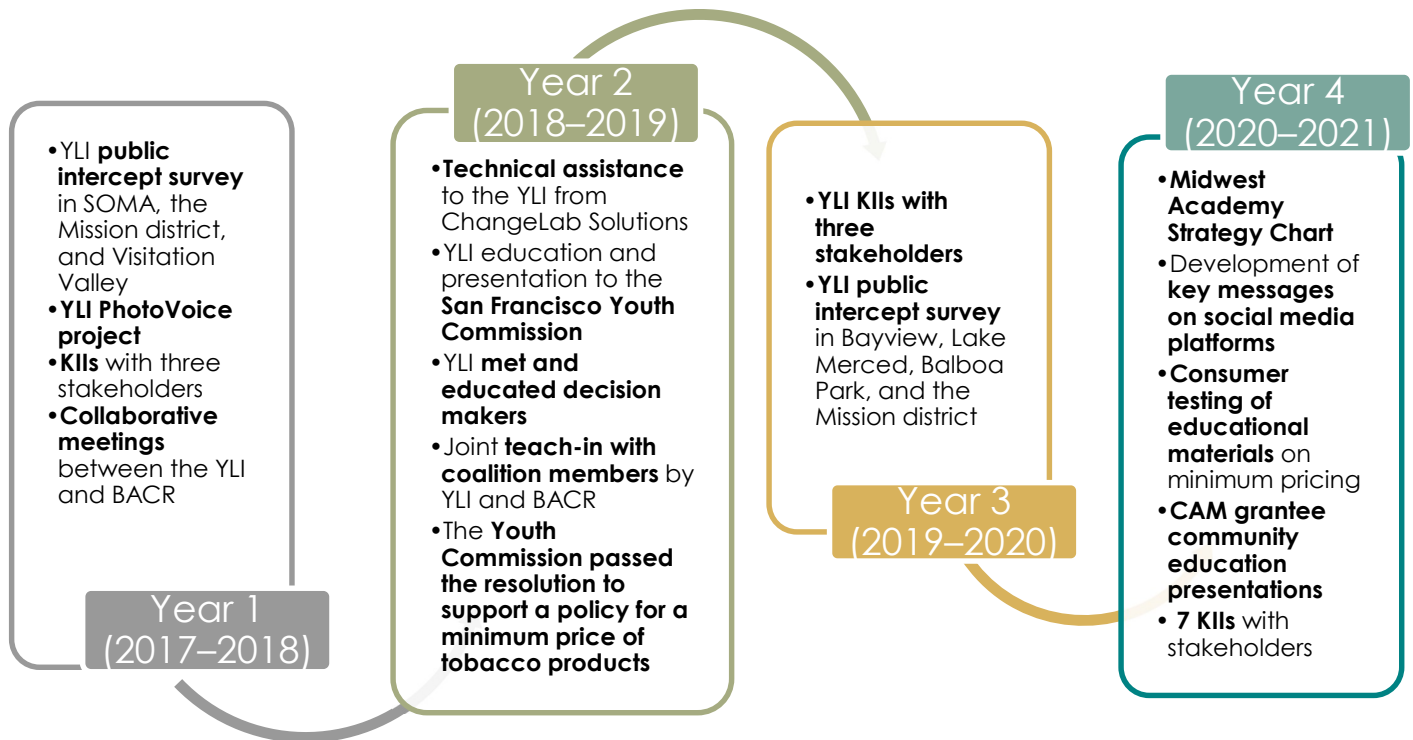 •YLI public
intercept survey
in SOMA, the
Mission district,
and Visitation
Valley
•YLI PhotoVoice
project
•KIIs with three
stakeholders
•Collaborative
meetings
between the YLI
and BACR
Year 1
(2017–2018)
Year 2
(2018–2019)
•Technical assistance
to the YLI from
ChangeLab Solutions
•YLI education and
presentation to the
San Francisco Youth
Commission
•YLI met and
educated decision
makers
•Joint teach-in with
coalition members by
YLI and BACR
•The Youth
Commission passed
the resolution to
support a policy for a
minimum price of
tobacco products
•YLI KIIs with
three
stakeholders
•YLI public
intercept survey
in Bayview, Lake
Merced, Balboa
Park, and the
Mission district
Year 3
(2019–2020)
Year 4
(2020–2021)
•Midwest
Academy
Strategy Chart
•Development of
key messages
on social media
platforms
•Consumer
testing of
educational
materials on
minimum pricing
•CAM grantee
community
education
presentations
• 7 KIIs with
stakeholders